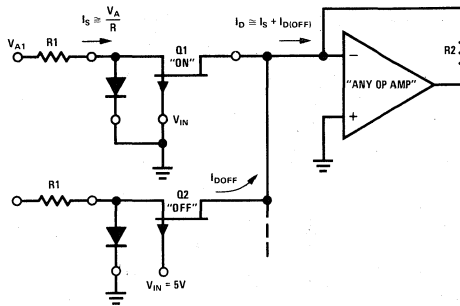 I_S ≅ V_A/R
I_D ≅ I_S + I_D(OFF)
V_A1 R1
Q1
"ON"
V_IN
−
+
"ANY OP AMP"
R2
I_DOFF
R1
Q2
"OFF"
V_IN = 5V